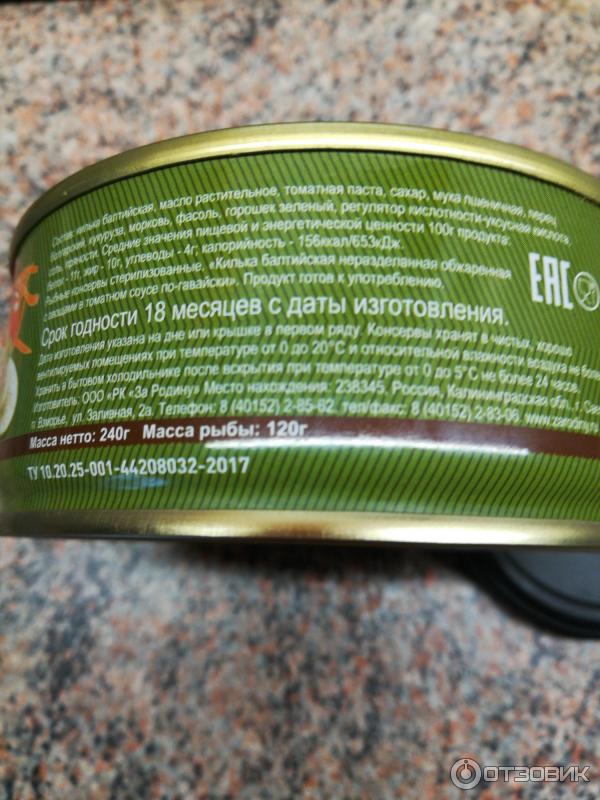 Состав: килька балтийская, масло растительное, томатная паста, сахар, мука пшеничная, перец
болгарский, кукуруза, морковь, фасоль, горошек зеленый, регулятор кислотности-уксусная кислота,
соль, пряности. Средние значения пищевой и энергетической ценности 100г продукта:
белки - 11г, жир - 10г, углеводы - 4г; калорийность - 156ккал/653кДж.
Рыбные консервы стерилизованные. «Килька балтийская неразделанная обжаренная
с овощами в томатном соусе по-гавайски». Продукт готов к употреблению.
Срок годности 18 месяцев с даты изготовления.
Дата изготовления указана на дне или крышке в первом ряду. Консервы хранят в чистых, хорошо
вентилируемых помещениях при температуре от 0 до 20°С и относительной влажности воздуха не бол
Хранить в бытовом холодильнике после вскрытия при температуре от 0 до 5°С не более 24 часов.
Изготовитель: ООО «РК «За Родину» Место нахождения: 238345, Россия, Калининградская обл., г. Све
п. Взморье, ул. Заливная, 2а. Телефон: 8 (40152) 2-85-62 тел/факс: 8 (40152) 2-83-06
Масса нетто: 240г Масса рыбы: 120г
ТУ 10.20.25-001-44208032-2017
ЕАС
ОТЗОВИК